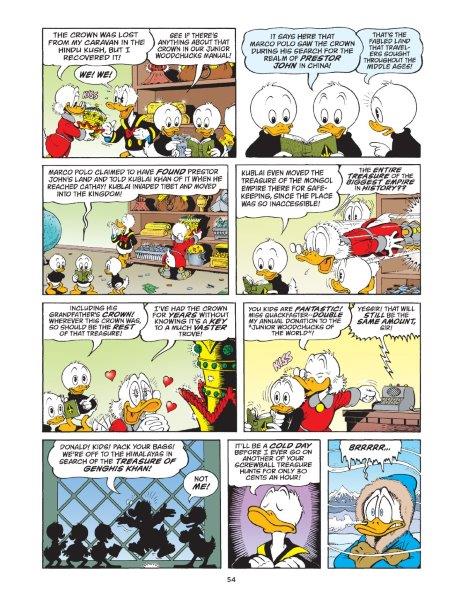 THE CROWN WAS LOST
FROM MY CARAVAN IN THE
HINDU KUSH, BUT I
RECOVERED IT!
WE! WE!
KISS
SEE IF THERE'S
ANYTHING ABOUT THAT
CROWN IN OUR JUNIOR
WOODCHUCKS MANUAL!
IT SAYS HERE THAT
MARCO POLO SAW THE CROWN
DURING HIS SEARCH FOR THE
REALM OF PRESTOR
JOHN IN CHINA!
THAT'S THE
FABLED LAND
THAT TRAVEL-
ERS SOUGHT
THROUGHOUT THE
MIDDLE AGES!
MARCO POLO CLAIMED TO HAVE FOUND PRESTOR
JOHN'S LAND AND TOLD KUBLAI KHAN OF IT WHEN HE
REACHED CATHAY! KUBLAI INVADED TIBET AND MOVED
INTO THE KINGDOM!
KUBLAI EVEN MOVED THE
TREASURE OF THE MONGOL
EMPIRE THERE FOR SAFE-
KEEPING, SINCE THE PLACE
WAS SO INACCESSIBLE!
THE ENTIRE
TREASURE OF THE
BIGGEST EMPIRE
IN HISTORY??
INCLUDING HIS
GRANDFATHER'S CROWN!
WHEREVER THIS CROWN WAS,
SO SHOULD BE THE REST
OF THAT TREASURE!
I'VE HAD THE CROWN
FOR YEARS WITHOUT
KNOWING IT'S A KEY
TO A MUCH VASTER
TROVE!
YOU KIDS ARE FANTASTIC!
MISS QUACKFASTER—DOUBLE
MY ANNUAL DONATION TO THE
"JUNIOR WOODCHUCKS OF THE
WORLD"!
YESSIR! THAT WILL
STILL BE THE
SAME AMOUNT,
SIR!
KISS
DONALD! KIDS! PACK YOUR BAGS!
WE'RE OFF TO THE HIMALAYAS IN
SEARCH OF THE TREASURE OF
GENGHIS KHAN!
NOT
ME!
IT'LL BE A COLD DAY
BEFORE I EVER GO ON
ANOTHER OF YOUR
SCREWBALL TREASURE
HUNTS FOR ONLY 30
CENTS AN HOUR!
BRRRRR...
54